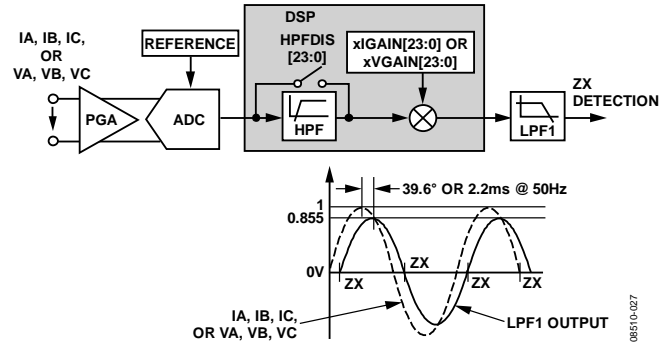 DSP
IA, IB, IC,
OR
VA, VB, VC
REFERENCE
HPFDIS
[23:0]
xIGAIN[23:0] OR
xVGAIN[23:0]
ZX
DETECTION
PGA
ADC
HPF
LPF1
39.6° OR 2.2ms @ 50Hz
1
0.855
0V
ZX
ZX
ZX
ZX
IA, IB, IC,
OR VA, VB, VC
LPF1 OUTPUT
08510-027